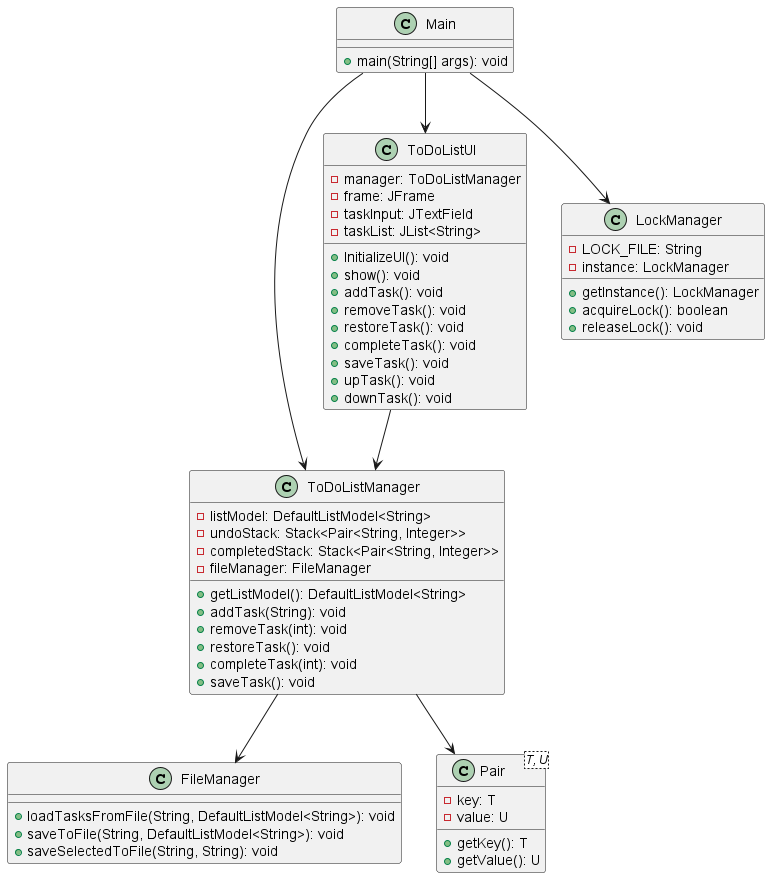 C Main
main(String[] args): void
C ToDoListUI
manager: ToDoListManager
frame: JFrame
taskInput: JTextField
taskList: JList<String>
InitializeUI(): void
show(): void
addTask(): void
removeTask(): void
restoreTask(): void
completeTask(): void
saveTask(): void
upTask(): void
downTask(): void
C LockManager
LOCK_FILE: String
instance: LockManager
getInstance(): LockManager
acquireLock(): boolean
releaseLock(): void
C ToDoListManager
listModel: DefaultListModel<String>
undoStack: Stack<Pair<String, Integer>>
completedStack: Stack<Pair<String, Integer>>
fileManager: FileManager
getListModel(): DefaultListModel<String>
addTask(String): void
removeTask(int): void
restoreTask(): void
completeTask(int): void
saveTask(): void
C FileManager
loadTasksFromFile(String, DefaultListModel<String>): void
saveToFile(String, DefaultListModel<String>): void
saveSelectedToFile(String, String): void
C Pair T, U
key: T
value: U
getKey(): T
getValue(): U